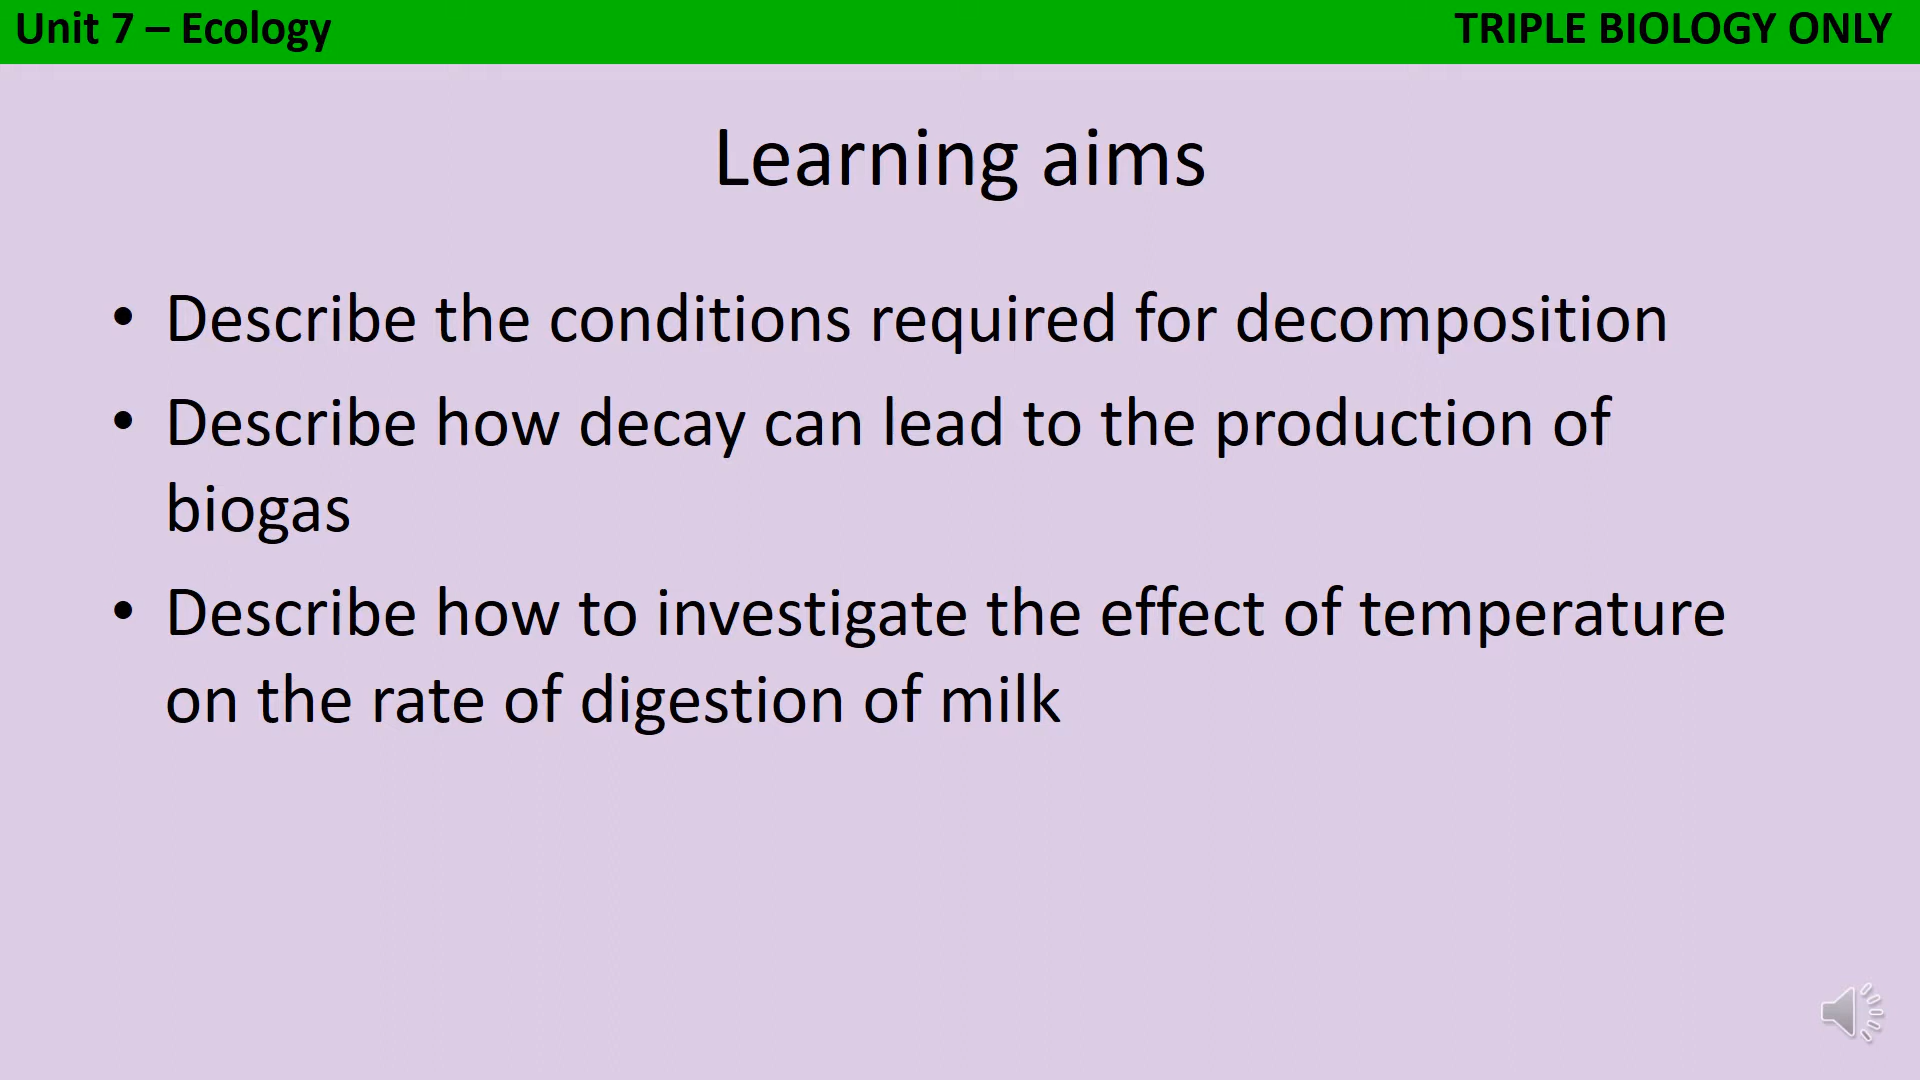 Unit 7 – Ecology
TRIPLE BIOLOGY ONLY
Learning aims
• Describe the conditions required for decomposition
• Describe how decay can lead to the production of
biogas
• Describe how to investigate the effect of temperature
on the rate of digestion of milk